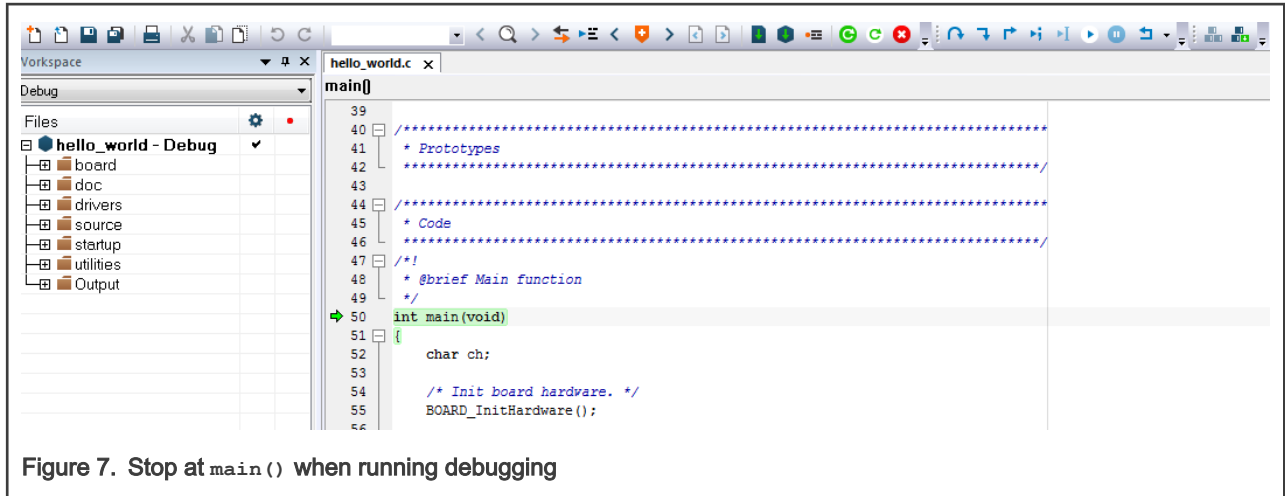 Workspace
hello_world.c x
Debug
main()
Files
hello_world - Debug
board
doc
drivers
source
startup
utilities
Output
39
40 /*******************************************************************************
41 * Prototypes
42 ******************************************************************************/
43
44 /*******************************************************************************
45 * Code
46 ******************************************************************************/
47 /*!
48 * @brief Main function
49 */
50 int main(void)
51 {
52 char ch;
53
54 /* Init board hardware. */
55 BOARD_InitHardware();
56
Figure 7. Stop at main() when running debugging